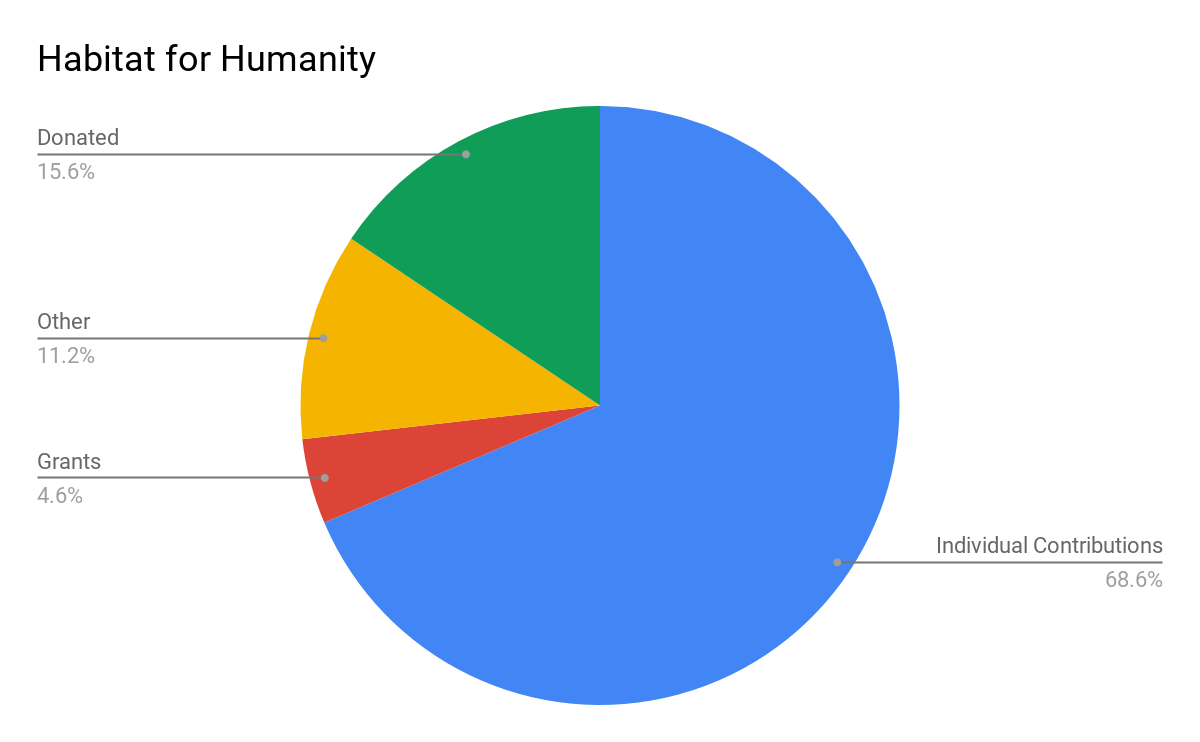 Habitat for Humanity
Donated
15.6%
Other
11.2%
Grants
4.6%
Individual Contributions
68.6%